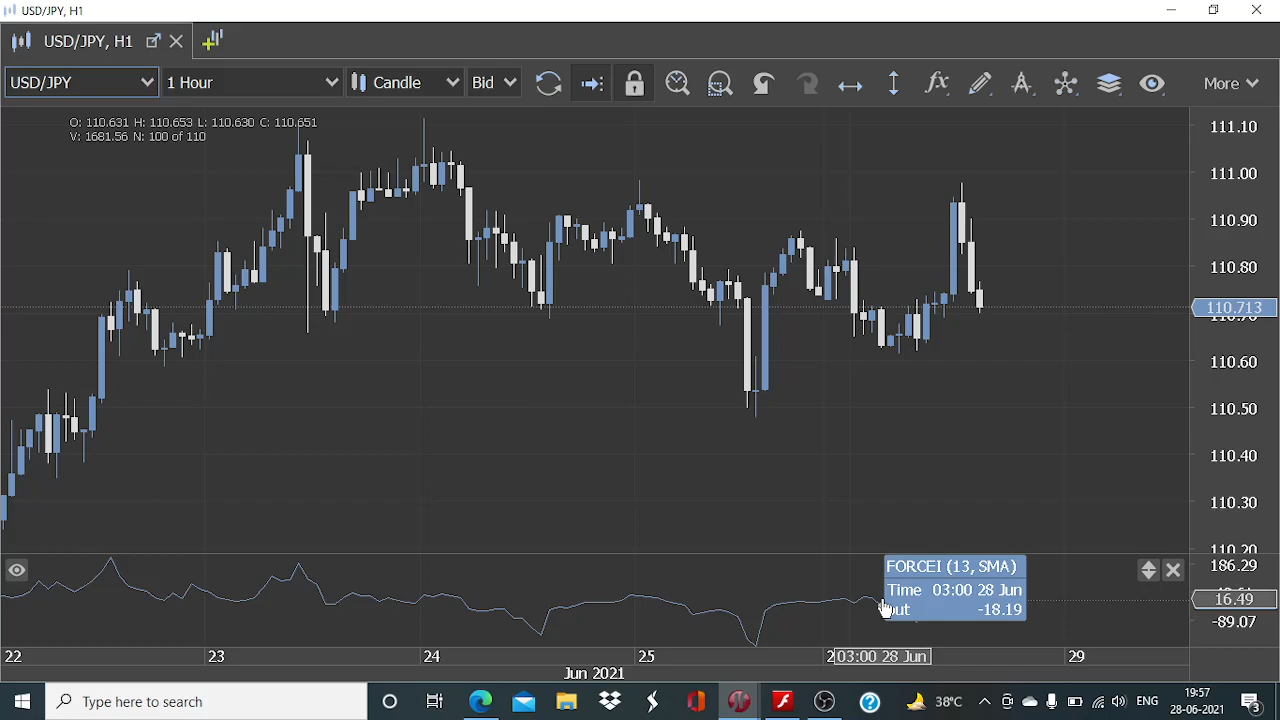 USD/JPY, H1
USD/JPY, H1
USD/JPY 1 Hour Candle Bid More
O: 110.631 H: 110.653 L: 110.630 C: 110.651
V: 1681.56 N: 100 of 110
111.10
111.00
110.90
110.80
110.713
110.60
110.50
110.40
110.30
110.20
FORCEI (13, SMA)
Time 03:00 28 Jun
out -18.19
186.29
16.49
-89.07
22 23 24 25 03:00 28 Jun 29
Jun 2021
Type here to search
38°C ENG
19:57
28-06-2021
3